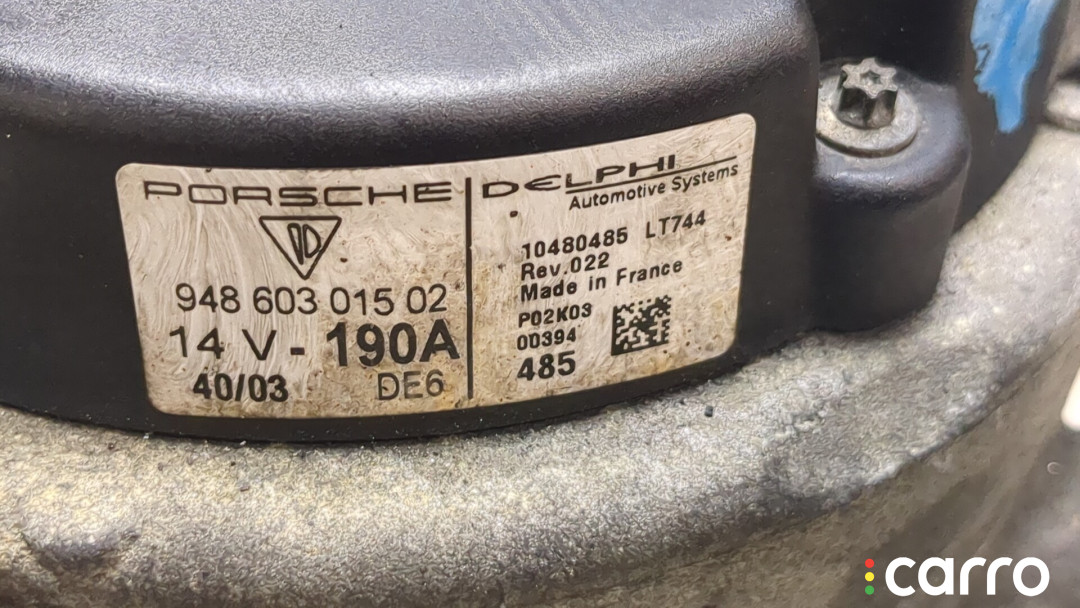 PORSCHE
948 603 015 02
14 V - 190A
40/03 DE6
DELPHI
Automotive Systems
10480485 LT744
Rev.022
Made in France
P02K03
0D394
485
carro